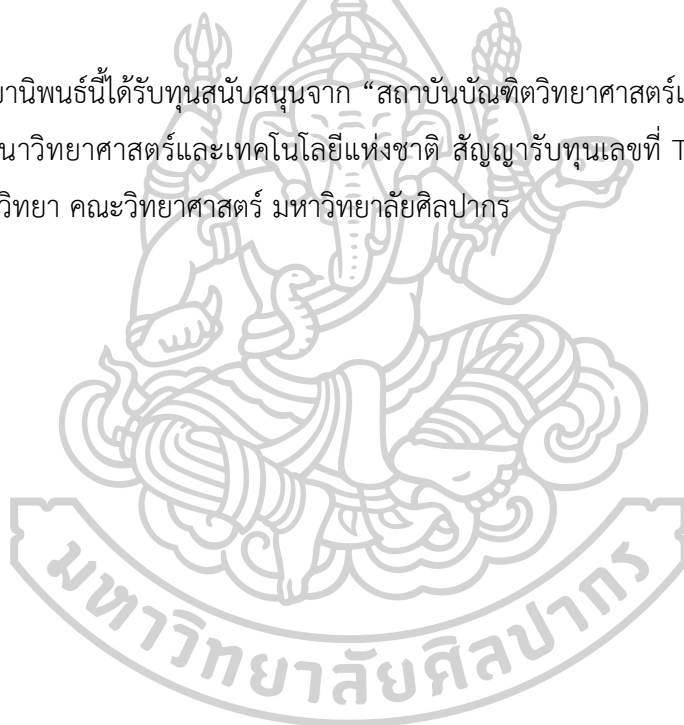 ยานิพนธ์นี้ได้รับทุนสนับสนุนจาก “สถาบันบัณฑิตวิทยาศาสตร์แ
นาวิทยาศาสตร์และเทคโนโลยีแห่งชาติ สัญญารับทุนเลขที่ T
วิทยา คณะวิทยาศาสตร์ มหาวิทยาลัยศิลปากร
มหาวิทยาลัยศิลปากร